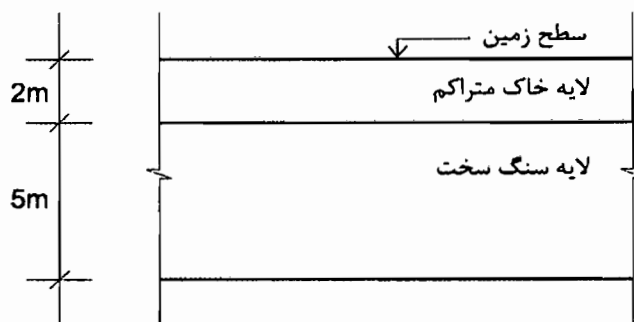 سطح زمین
2m
لایه خاک متراکم
لایه سنگ سخت
5m